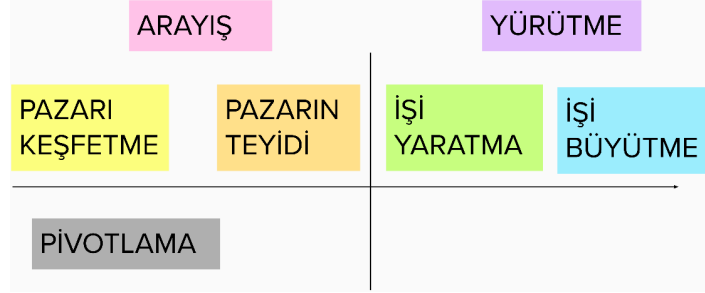 ARAYIŞ
YÜRÜTME
PAZARI
KEŞFETME
PAZARIN
TEYİDİ
İŞİ
YARATMA
İŞİ
BÜYÜTME
PİVOTLAMA